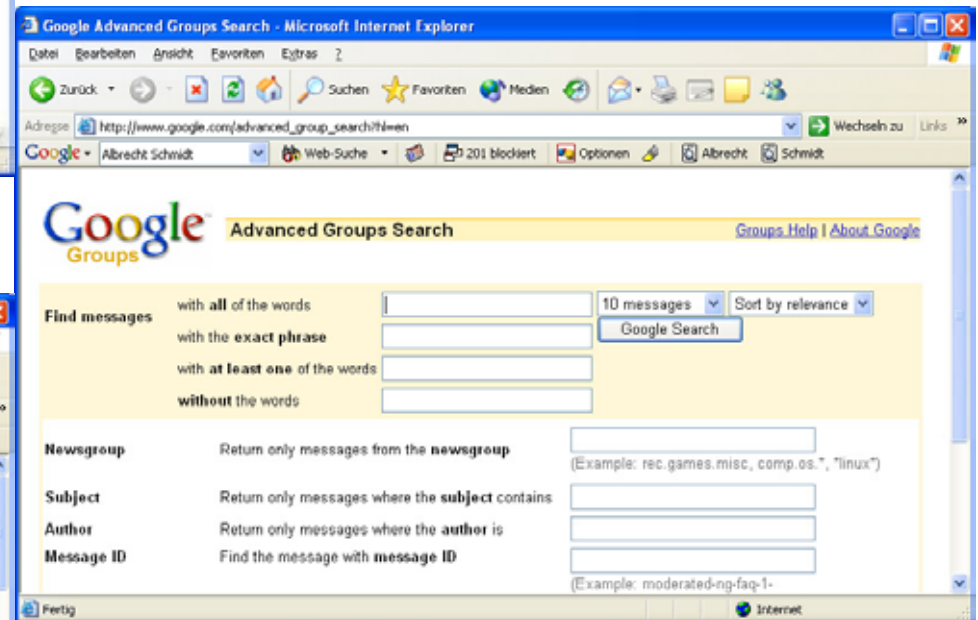 Google Advanced Groups Search - Microsoft Internet Explorer
Datei Bearbeiten Ansicht Favoriten Extras ?
Zurück Suchen Favoriten Medien
Adresse http://www.google.com/advanced_group_search?hl=en Wechseln zu Links »
Google Albrecht Schmidt Web-Suche 201 blockiert Optionen Albrecht Schmidt
Google Groups Advanced Groups Search Groups Help | About Google
Find messages with all of the words 10 messages Sort by relevance
with the exact phrase Google Search
with at least one of the words
without the words
Newsgroup Return only messages from the newsgroup
(Example: rec.games.misc, comp.os.*, "linux")
Subject Return only messages where the subject contains
Author Return only messages where the author is
Message ID Find the message with message ID
(Example: moderated-ng-faq-1-
Fertig Internet